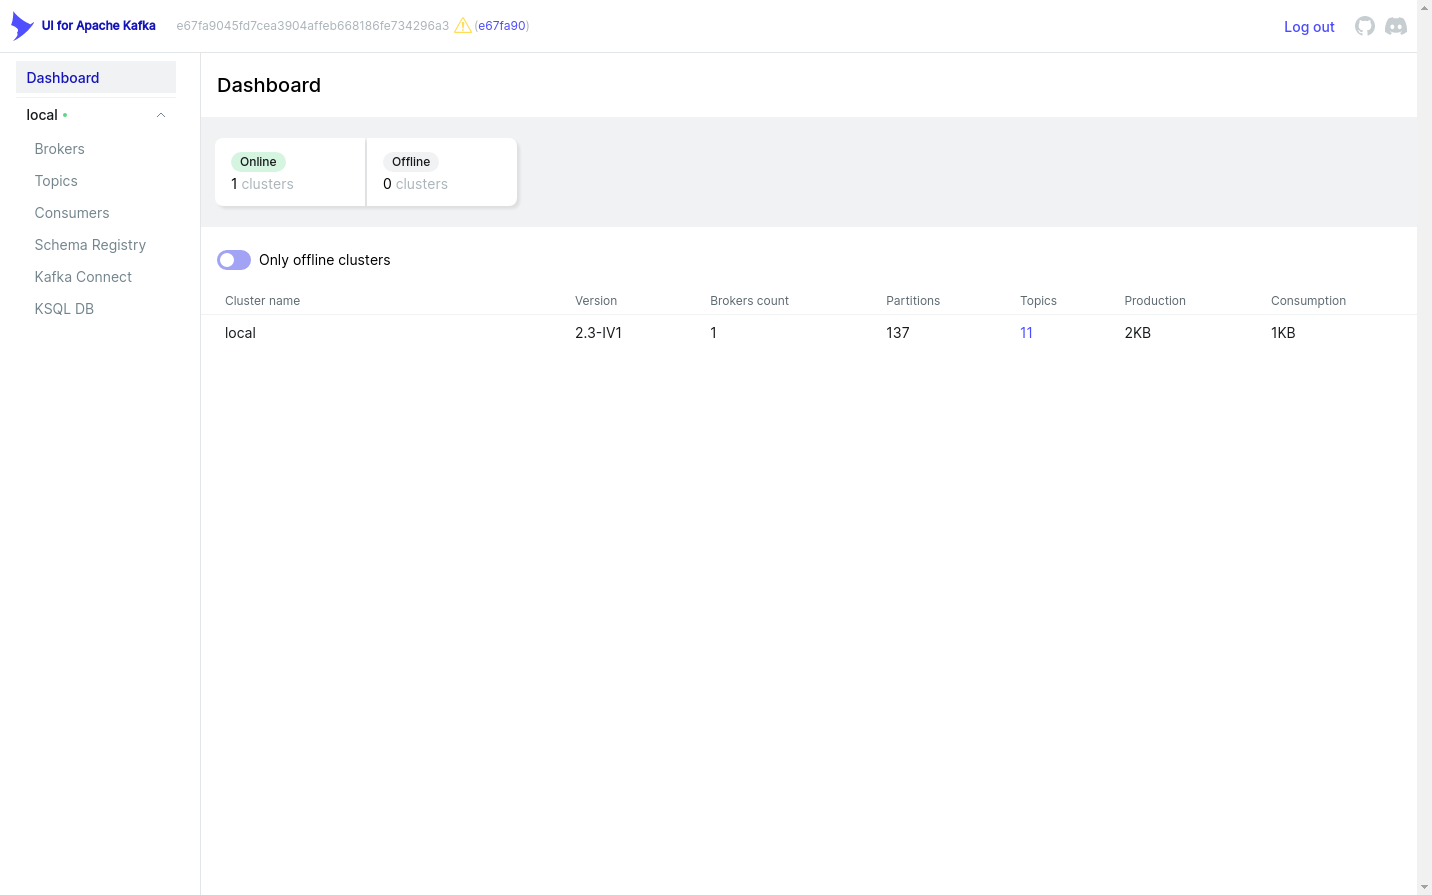 UI for Apache Kafka e67fa9045fd7cea3904affeb668186fe734296a3 (e67fa90) Log out
Dashboard
local
Brokers
Topics
Consumers
Schema Registry
Kafka Connect
KSQL DB
Dashboard
Online Offline
1 clusters 0 clusters
Only offline clusters
Cluster name Version Brokers count Partitions Topics Production Consumption
local 2.3-IV1 1 137 11 2KB 1KB